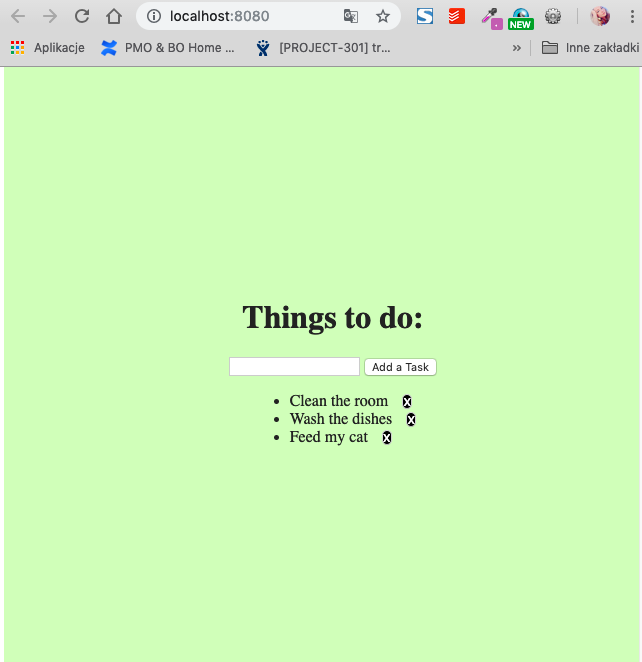 localhost:8080
NEW
Aplikacje PMO & BO Home ... [PROJECT-301] tr... » Inne zakładki
Things to do:
Add a Task
Clean the room x
Wash the dishes x
Feed my cat x